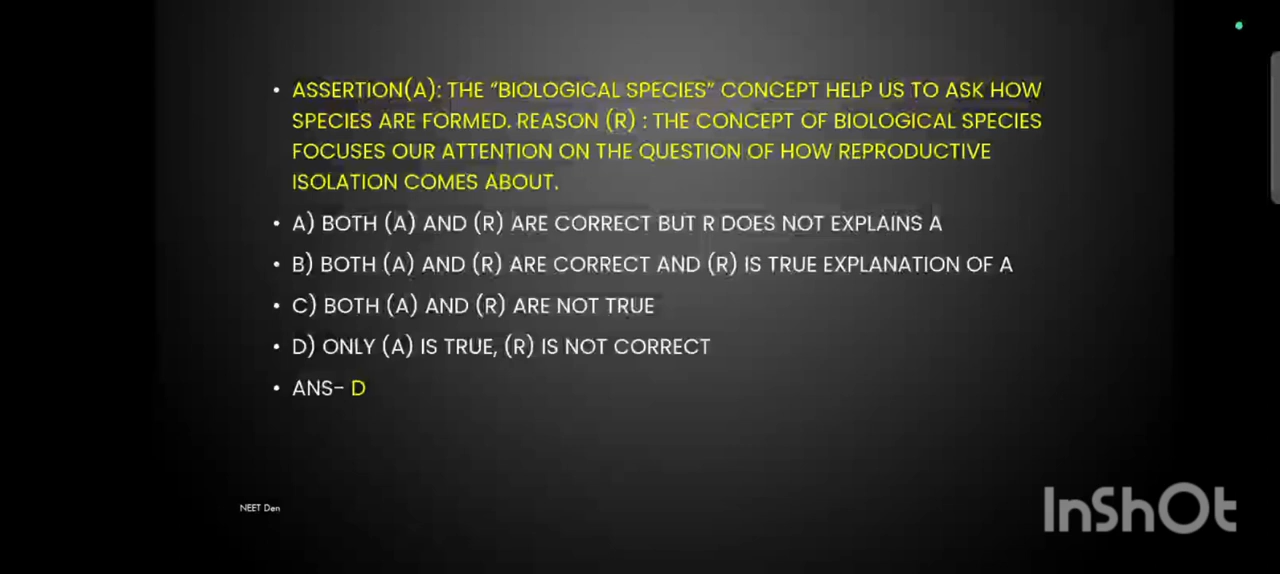 • ASSERTION(A): THE "BIOLOGICAL SPECIES" CONCEPT HELP US TO ASK HOW
SPECIES ARE FORMED. REASON (R) : THE CONCEPT OF BIOLOGICAL SPECIES
FOCUSES OUR ATTENTION ON THE QUESTION OF HOW REPRODUCTIVE
ISOLATION COMES ABOUT.
• A) BOTH (A) AND (R) ARE CORRECT BUT R DOES NOT EXPLAINS A
• B) BOTH (A) AND (R) ARE CORRECT AND (R) IS TRUE EXPLANATION OF A
• C) BOTH (A) AND (R) ARE NOT TRUE
• D) ONLY (A) IS TRUE, (R) IS NOT CORRECT
• ANS- D
NEET Den
InShOt